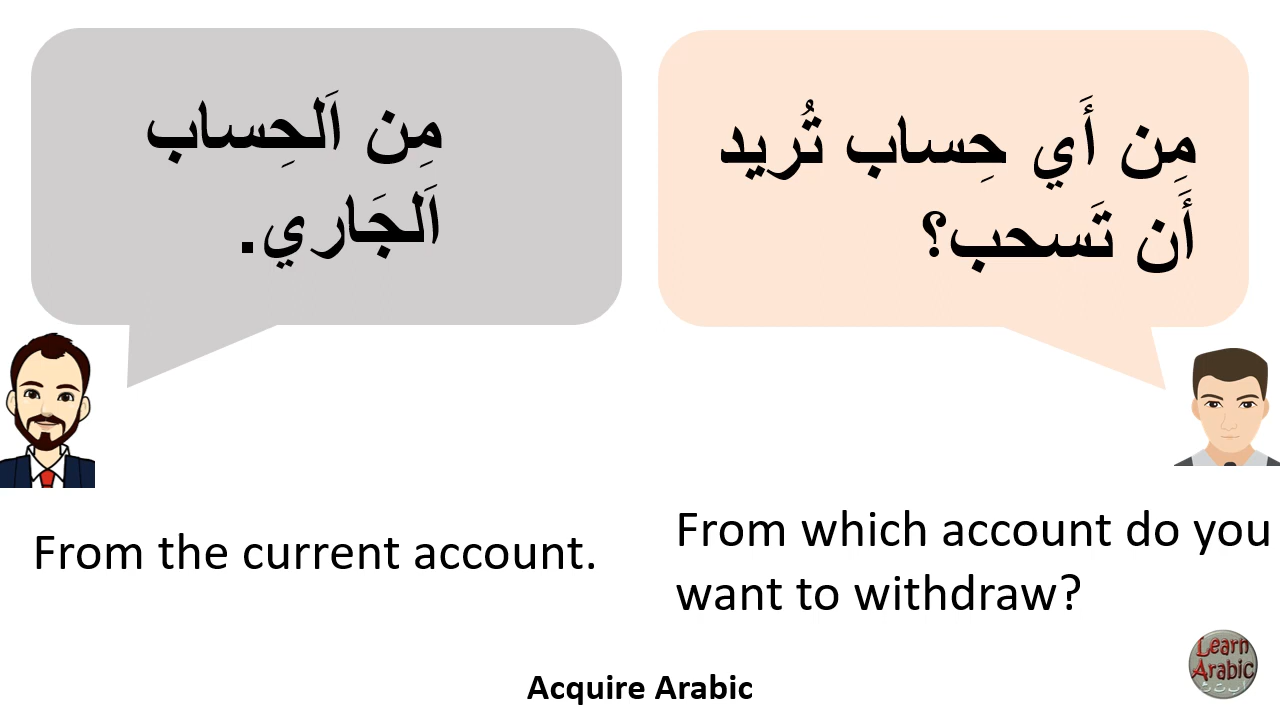 مِن أَي حِساب تُريد
أَن تَسحب؟
مِن اَلحِساب
اَلجَاري.
From which account do you
want to withdraw?
From the current account.
Acquire Arabic
Learn
Arabic